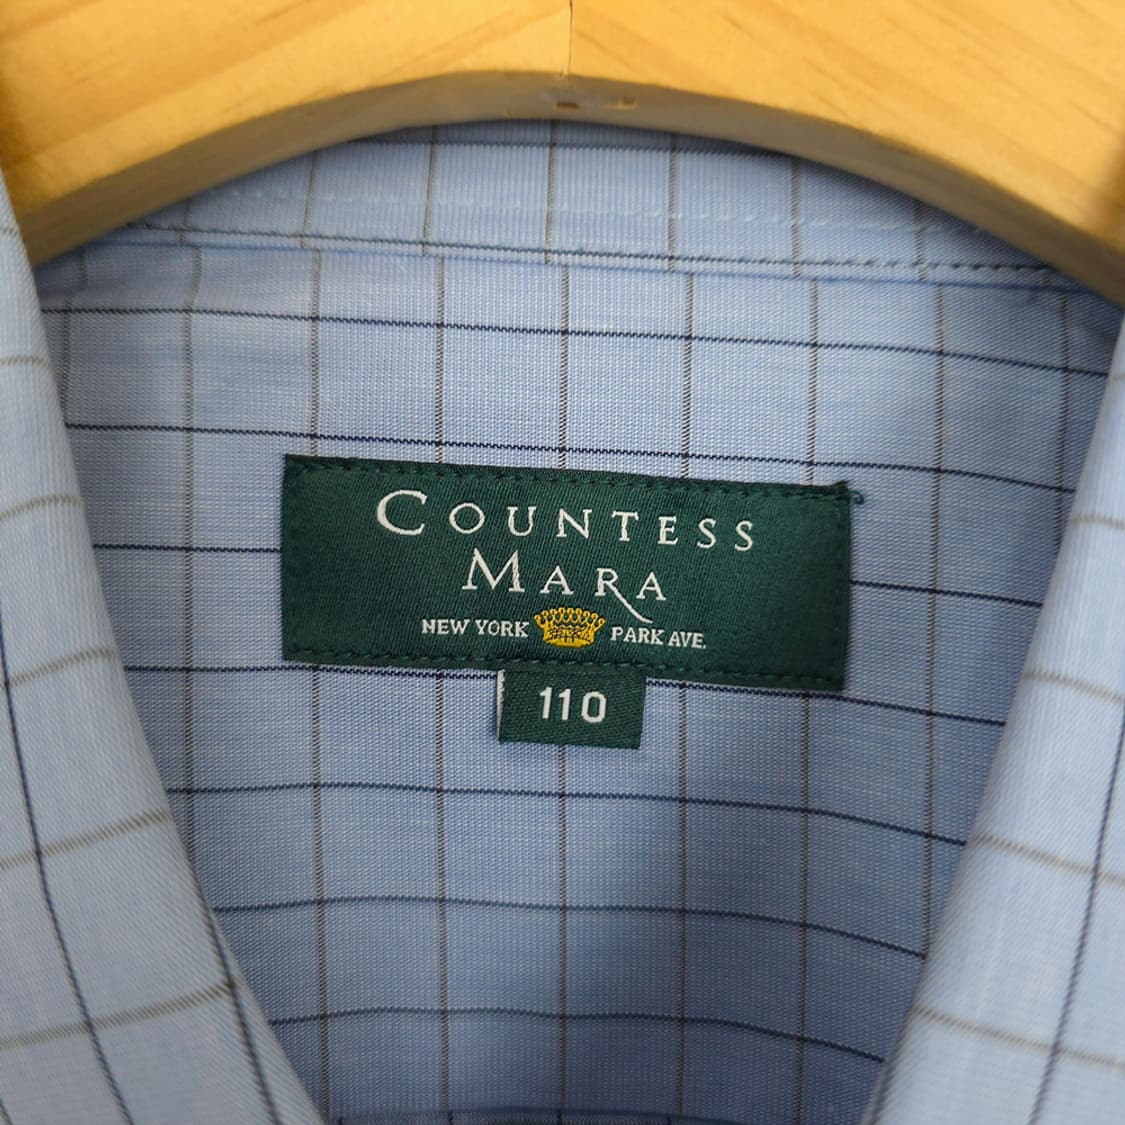 COUNTESS
MARA
NEW YORK PARK AVE.
110